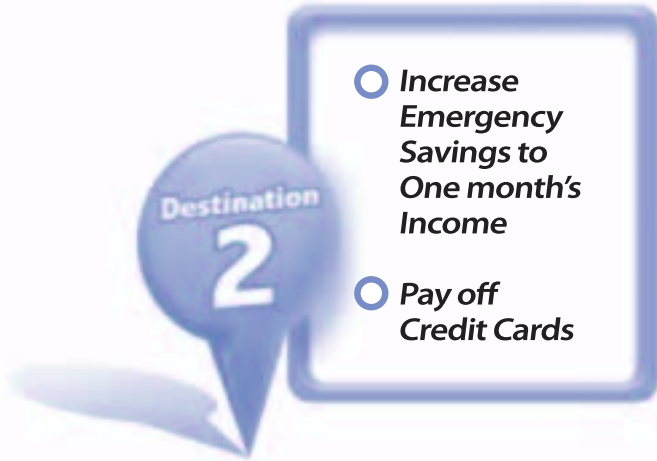 Destination
2
Increase
Emergency
Savings to
One month's
Income
Pay off
Credit Cards